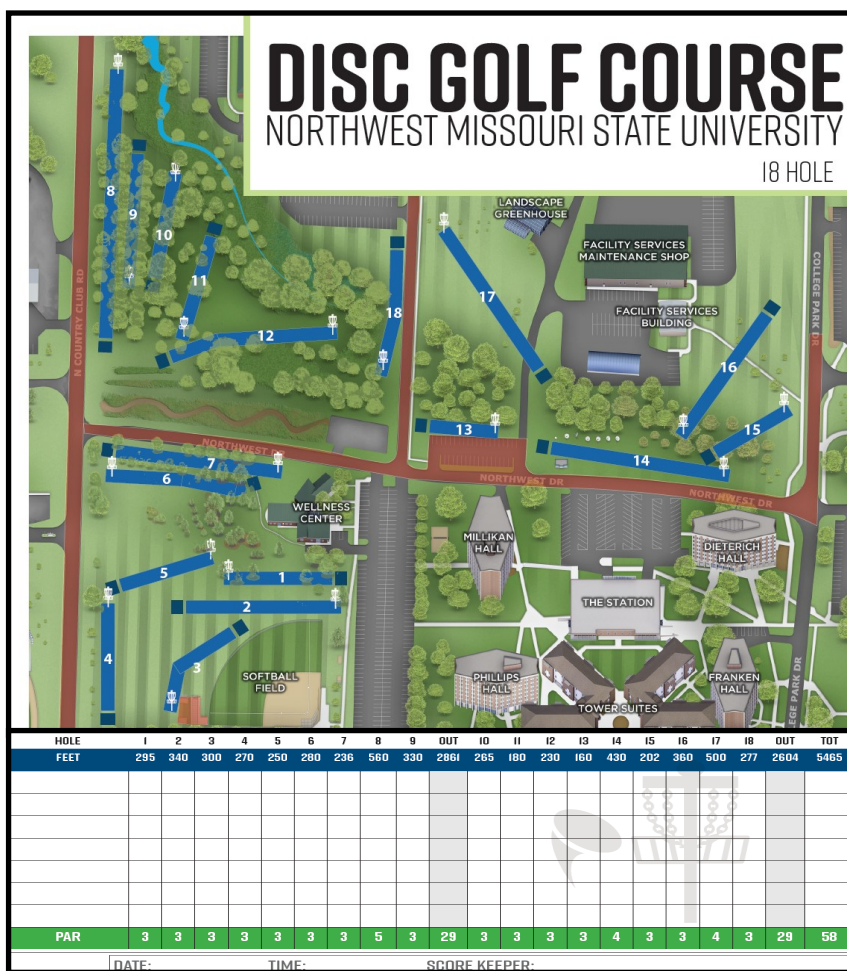 DISC GOLF COURSE
NORTHWEST MISSOURI STATE UNIVERSITY
18 HOLE
LANDSCAPE
GREENHOUSE
FACILITY SERVICES
MAINTENANCE SHOP
FACILITY SERVICES
BUILDING
COLLEGE PARK DR
N COUNTRY CLUB RD
8
9
10
11
12
18
17
16
15
13
14
NORTHWEST DR
NORTHWEST DR
NORTHWEST DR
7
6
WELLNESS
CENTER
MILLIKAN
HALL
DIETERICH
HALL
5
1
2
THE STATION
4
3
SOFTBALL
FIELD
PHILLIPS
HALL
FRANKEN
HALL
TOWER SUITES
LEGE PARK DR
HOLE 1 2 3 4 5 6 7 8 9 OUT 10 11 12 13 14 15 16 17 18 OUT TOT
FEET 295 340 300 270 250 280 236 560 330 2861 265 180 230 160 430 202 360 500 277 2604 5465
PAR 3 3 3 3 3 3 3 5 3 29 3 3 3 3 4 3 3 4 3 29 58
DATE: TIME: SCORE KEEPER: